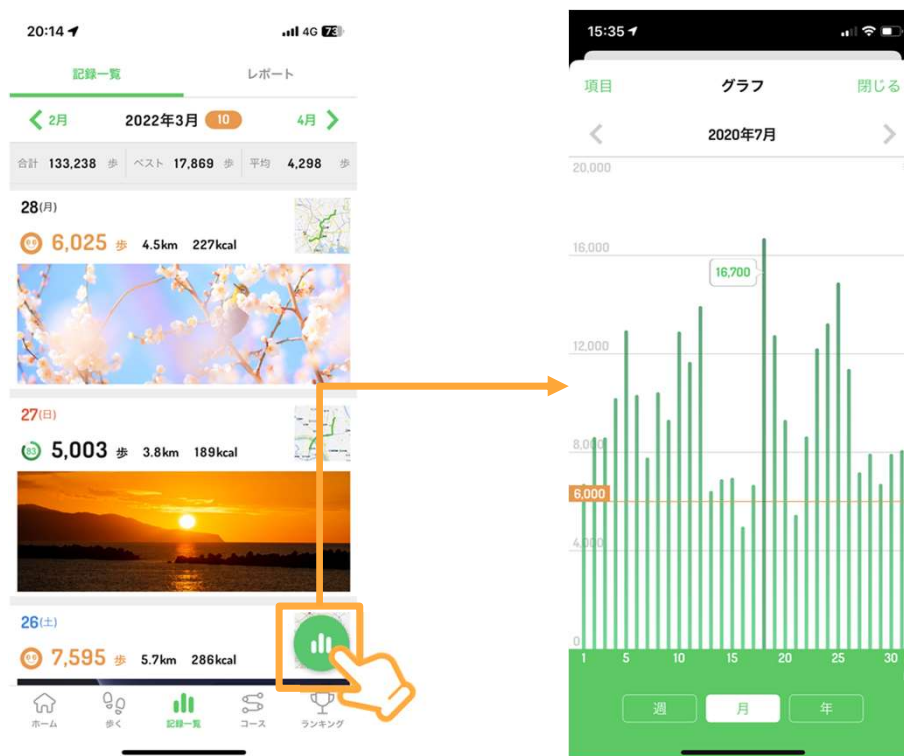 20:14
4G 73
記録一覧
レポート
2月
2022年3月 10
4月
合計 133,238 歩
ベスト 17,869 歩
平均 4,298 歩
28(月)
6,025 歩 4.5km 227kcal
27(日)
83 5,003 歩 3.8km 189kcal
26(土)
7,595 歩 5.7km 286kcal
ホーム
歩く
記録一覧
コース
ランキング
15:35
項目
グラフ
閉じる
2020年7月
20,000
16,000
16,700
12,000
8,000
6,000
4,000
0
1 5 10 15 20 25 30
週
月
年